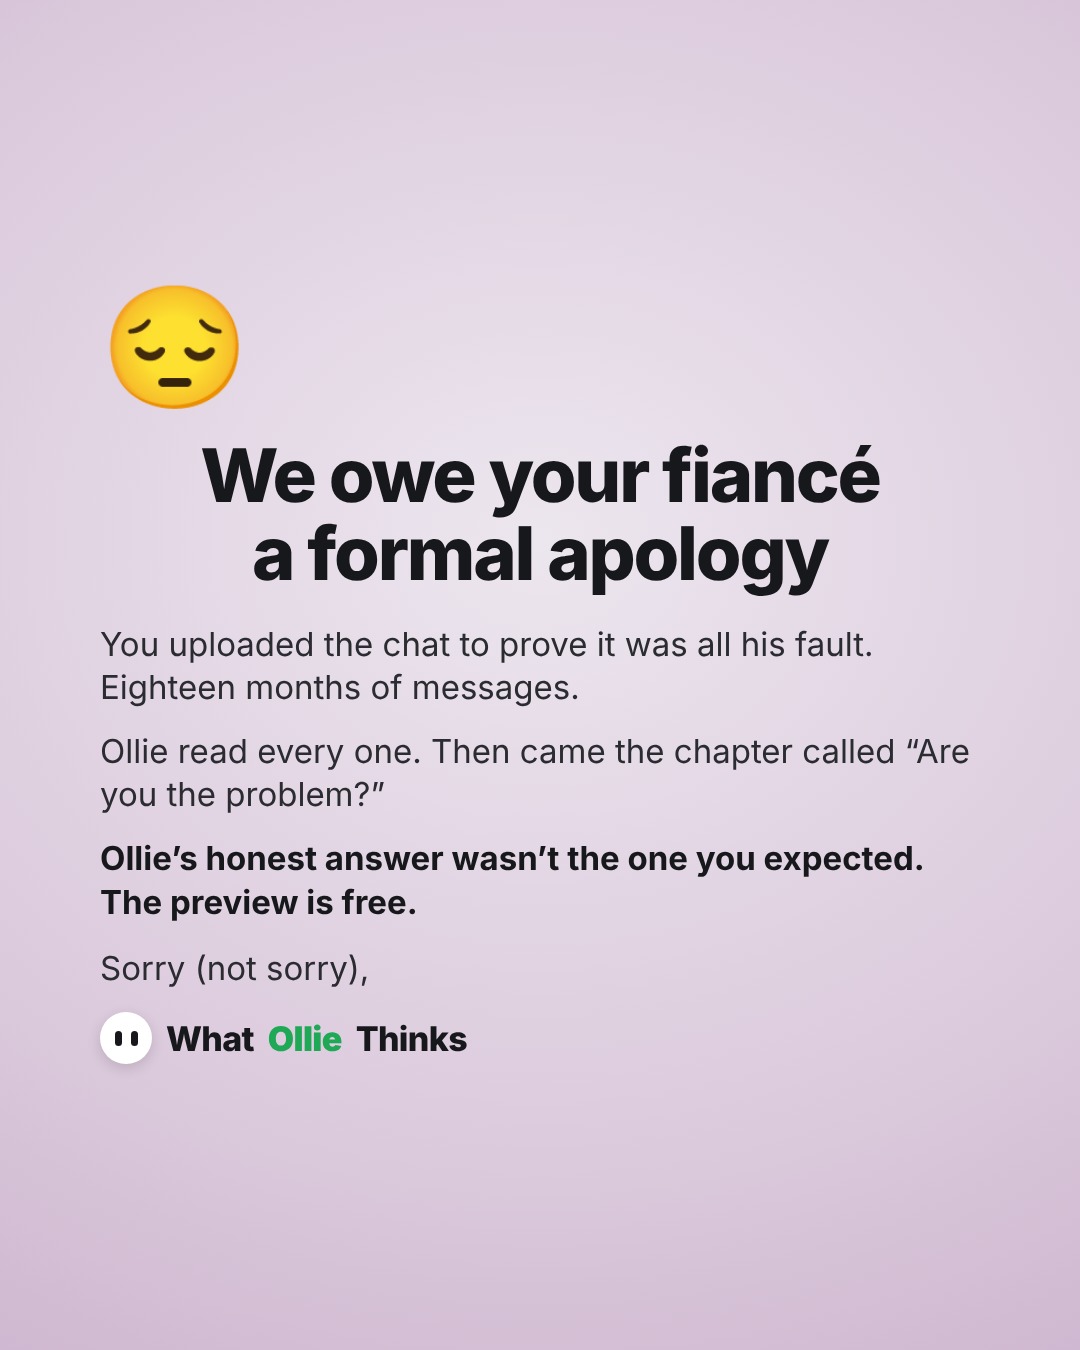 We owe your fiancé
a formal apology
You uploaded the chat to prove it was all his fault.
Eighteen months of messages.
Ollie read every one. Then came the chapter called “Are
you the problem?”
Ollie’s honest answer wasn’t the one you expected.
The preview is free.
Sorry (not sorry),
What Ollie Thinks